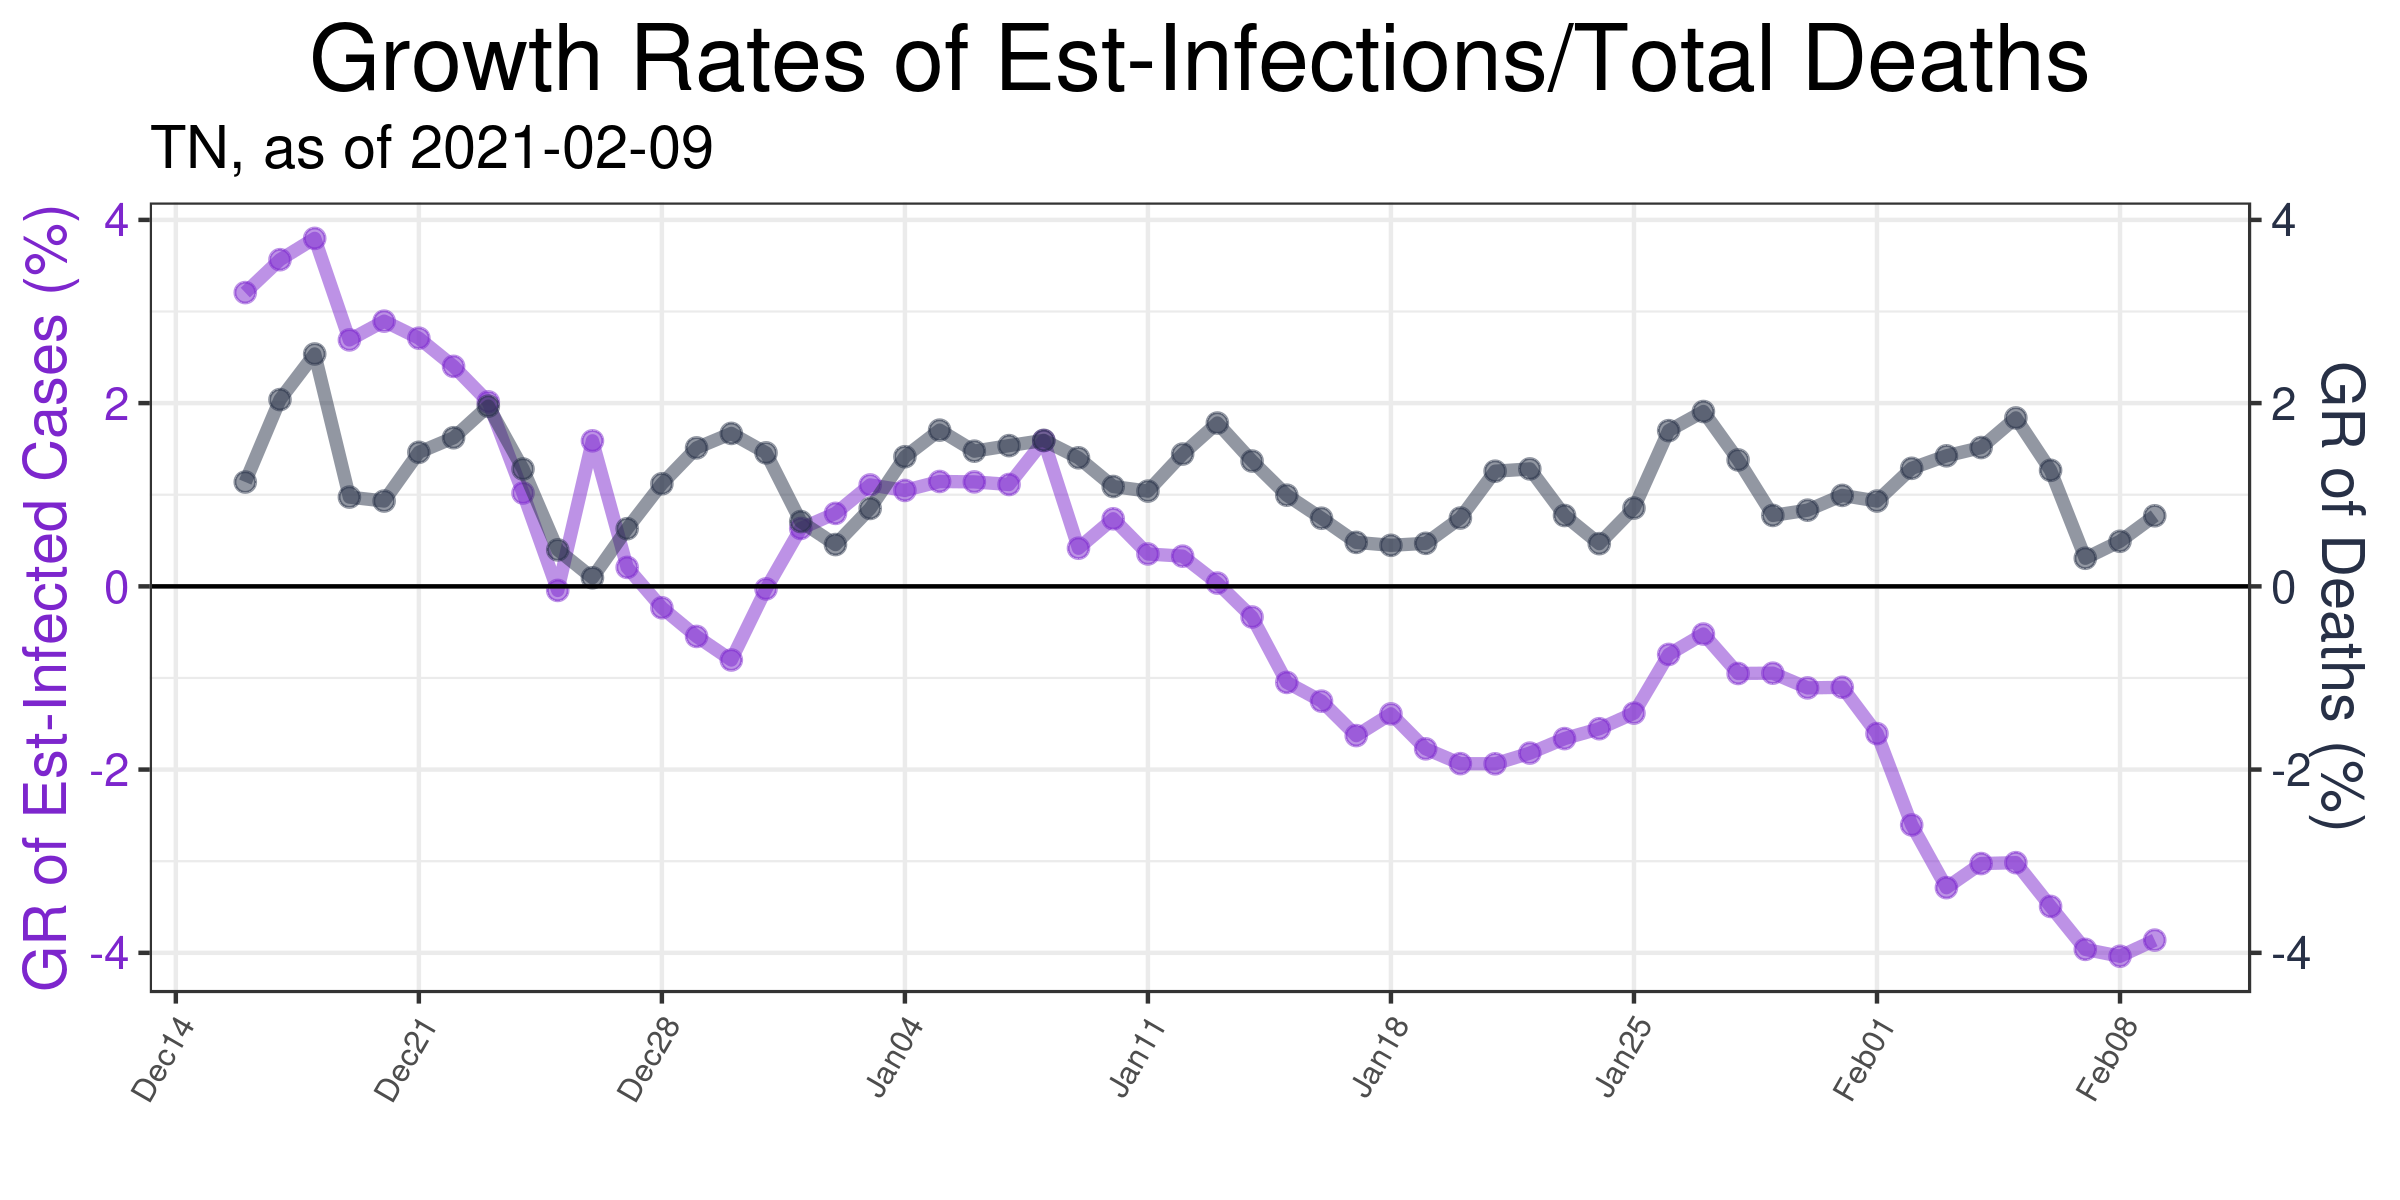 Growth Rates of Est-Infections/Total Deaths
TN, as of 2021-02-09
GR of Est-Infected Cases (%)
4
2
0
-2
-4
4
2
0
-2
-4
GR of Deaths (%)
Dec14
Dec21
Dec28
Jan04
Jan11
Jan18
Jan25
Feb01
Feb08